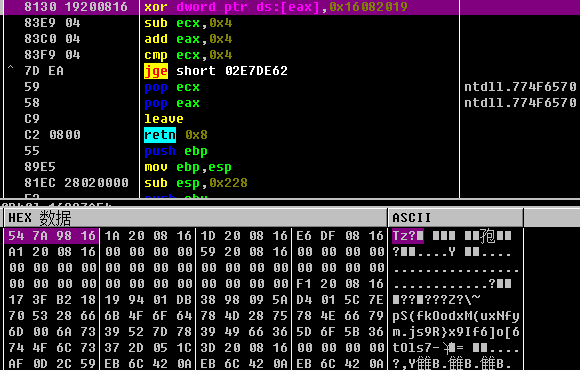 8130 19200816 xor dword ptr ds:[eax],0x16082019
83E9 04 sub ecx,0x4
83C0 04 add eax,0x4
83F9 04 cmp ecx,0x4
^ 7D EA jge short 02E7DE62
59 pop ecx ntdll.774F6570
58 pop eax ntdll.774F6570
C9 leave
C2 0800 retn 0x8
55 push ebp
89E5 mov ebp,esp
81EC 28020000 sub esp,0x228
HEX 数据 ASCII
54 7A 98 16 1A 20 08 16 1D 20 08 16 E6 DF 08 16 Tz?■ ■■ ■■ 孢■■
A1 20 08 16 00 00 00 00 59 20 08 16 00 00 00 00 ?■■....Y ■■....
00 00 00 00 00 00 00 00 00 00 00 00 00 00 00 00 ................
00 00 00 00 00 00 00 00 00 00 00 00 F1 20 08 16 ............?■■
17 3F B2 18 19 94 01 DB 38 98 09 5A D4 01 5C 7E ■???■???Z?\~
70 53 28 66 6B 4F 6F 64 78 4D 28 75 78 4E 66 79 pS(fkOodxM(uxNfy
6D 00 6A 73 39 52 7D 78 39 49 66 36 5D 6F 5B 36 m.js9R}x9If6]o[6
74 4F 6C 73 37 2D 05 1C 3D 20 08 16 00 00 00 00 tOls7-
AF 0D 2C 59 EB 6C 42 0A EB 6C 42 0A EB 6C 42 0A ?,Y雔B.雔B.雔B.